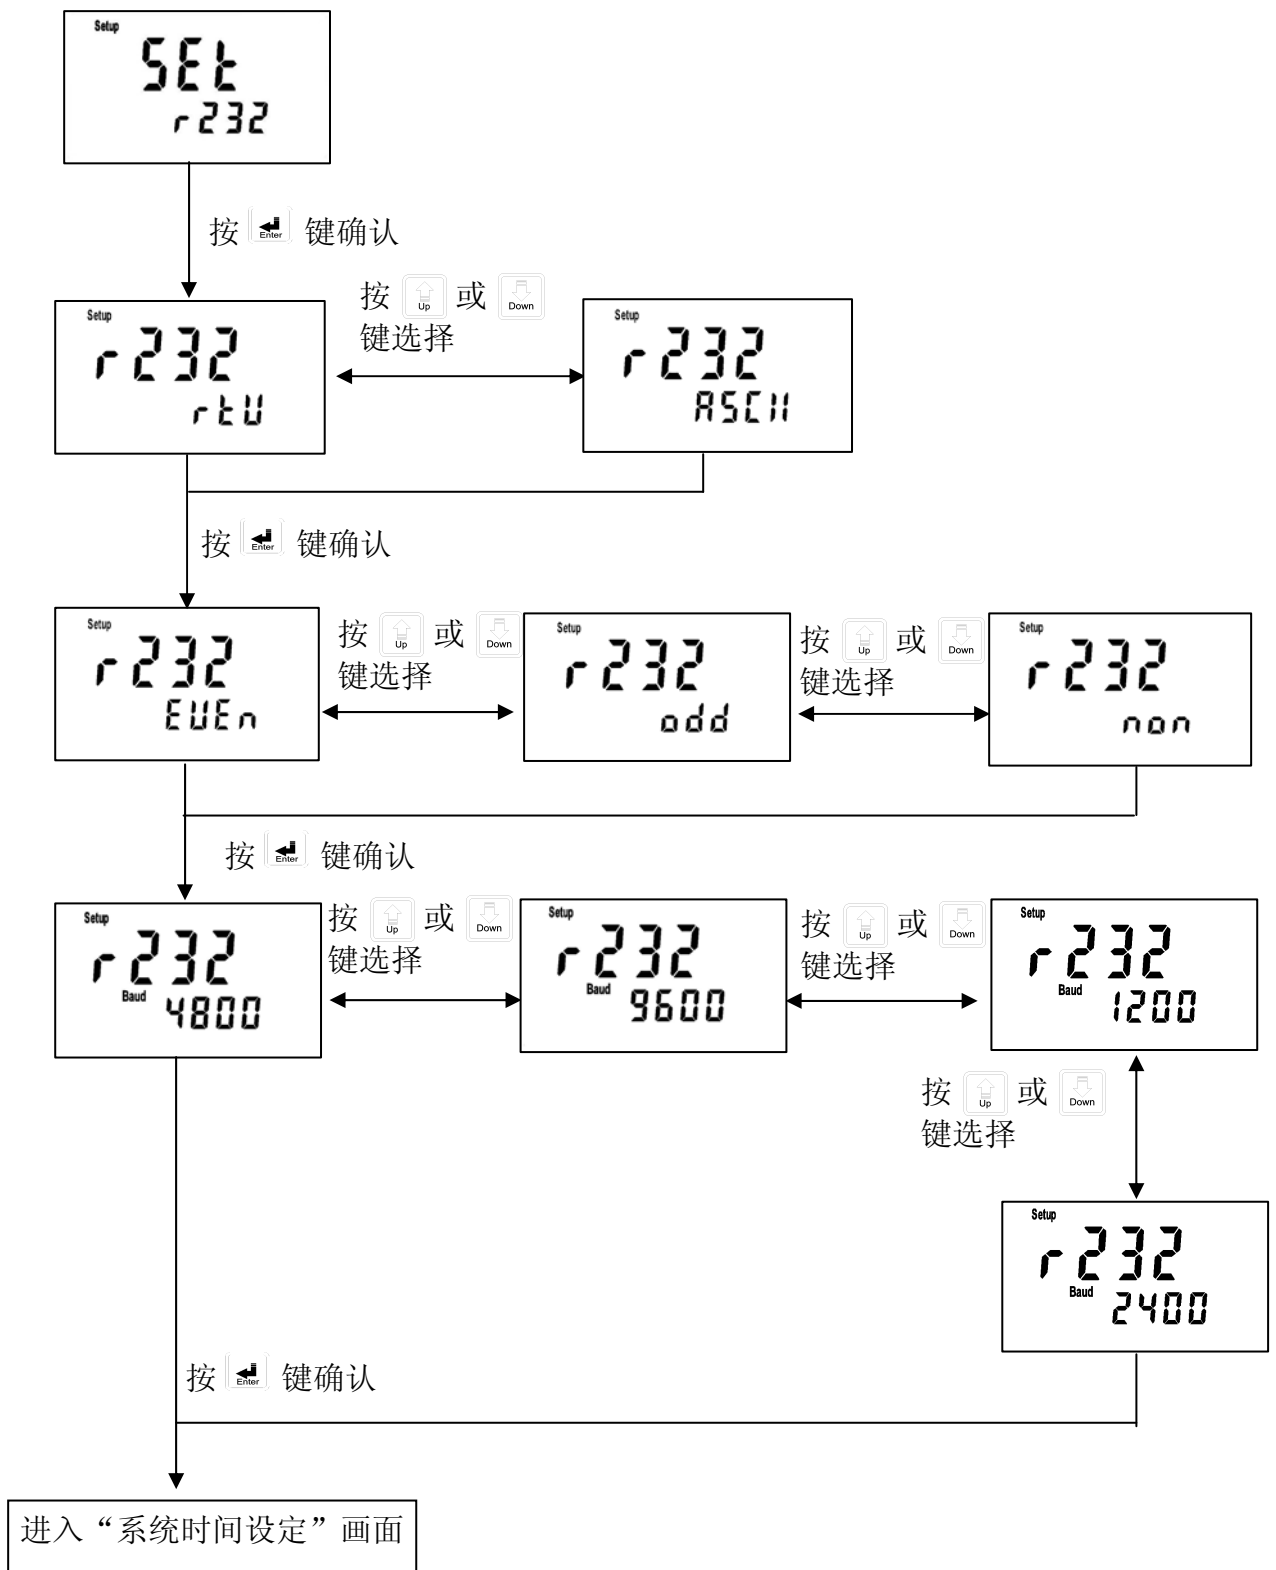 Setup
SEt
r232
按 Enter 键确认
Setup
r232
rtU
按 Up 或 Down
键选择
Setup
r232
ASCII
按 Enter 键确认
Setup
r232
EUEn
按 Up 或 Down
键选择
Setup
r232
odd
按 Up 或 Down
键选择
Setup
r232
non
按 Enter 键确认
Setup
r232
Baud 4800
按 Up 或 Down
键选择
Setup
r232
Baud 9600
按 Up 或 Down
键选择
Setup
r232
Baud 1200
按 Up 或 Down
键选择
Setup
r232
Baud 2400
按 Enter 键确认
进入“系统时间设定”画面